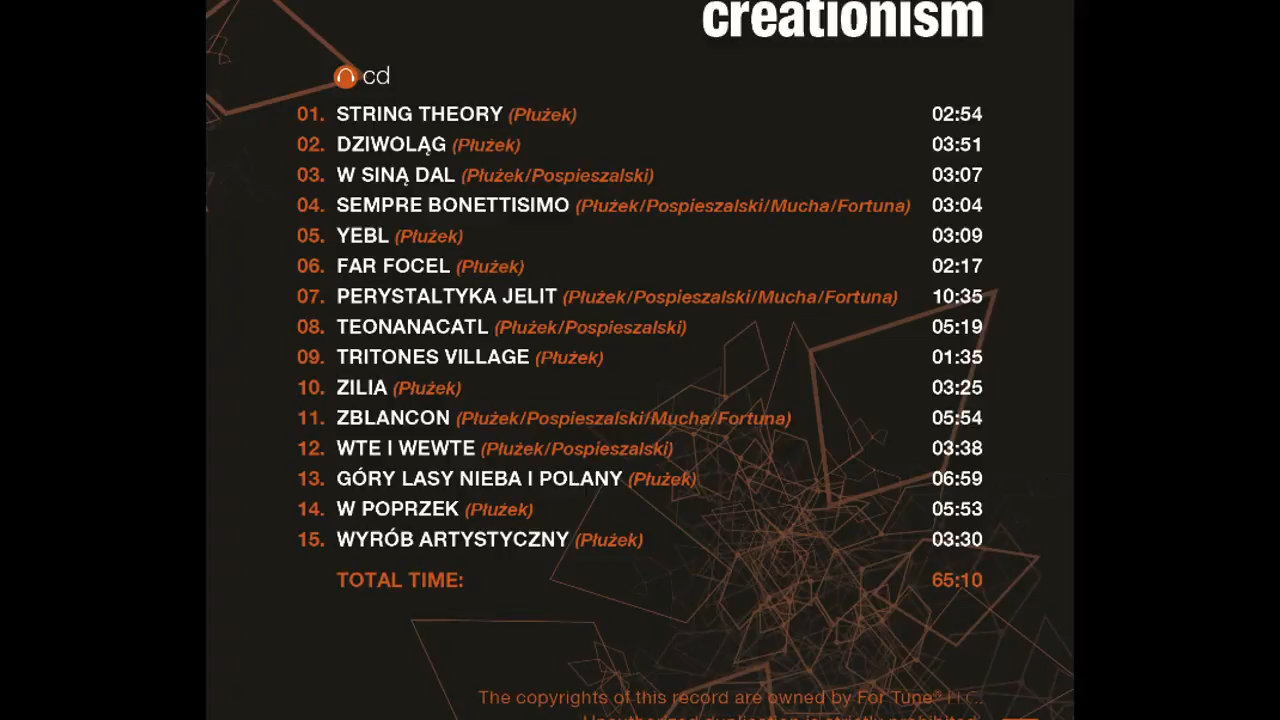 creationism
cd
01. STRING THEORY (Płużek) 02:54
02. DZIWOLĄG (Płużek) 03:51
03. W SINĄ DAL (Płużek/Pospieszalski) 03:07
04. SEMPRE BONETTISIMO (Płużek/Pospieszalski/Mucha/Fortuna) 03:04
05. YEBL (Płużek) 03:09
06. FAR FOCEL (Płużek) 02:17
07. PERYSTALTYKA JELIT (Płużek/Pospieszalski/Mucha/Fortuna) 10:35
08. TEONANACATL (Płużek/Pospieszalski) 05:19
09. TRITONES VILLAGE (Płużek) 01:35
10. ZILIA (Płużek) 03:25
11. ZBLANCON (Płużek/Pospieszalski/Mucha/Fortuna) 05:54
12. WTE I WEWTE (Płużek/Pospieszalski) 03:38
13. GÓRY LASY NIEBA I POLANY (Płużek) 06:59
14. W POPRZEK (Płużek) 05:53
15. WYRÓB ARTYSTYCZNY (Płużek) 03:30
TOTAL TIME: 65:10
The copyrights of this record are owned by For Tune
Unauthorized duplication is strictly prohibited.